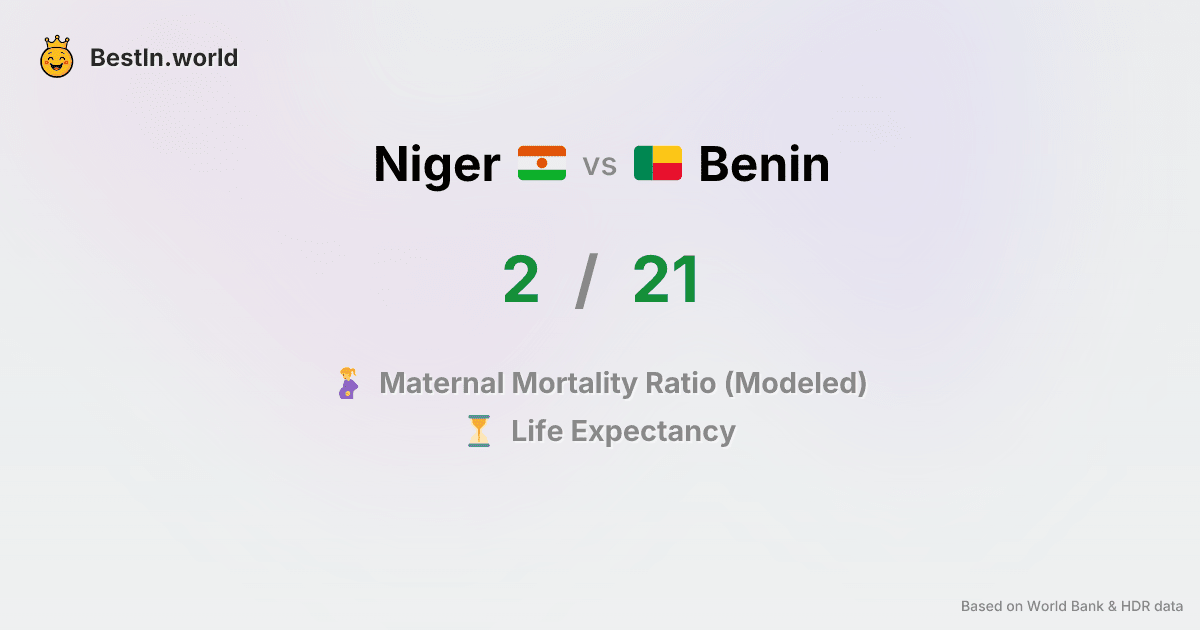 BestIn.world
Niger vs Benin
2 / 21
Maternal Mortality Ratio (Modeled)
Life Expectancy
Based on World Bank & HDR data